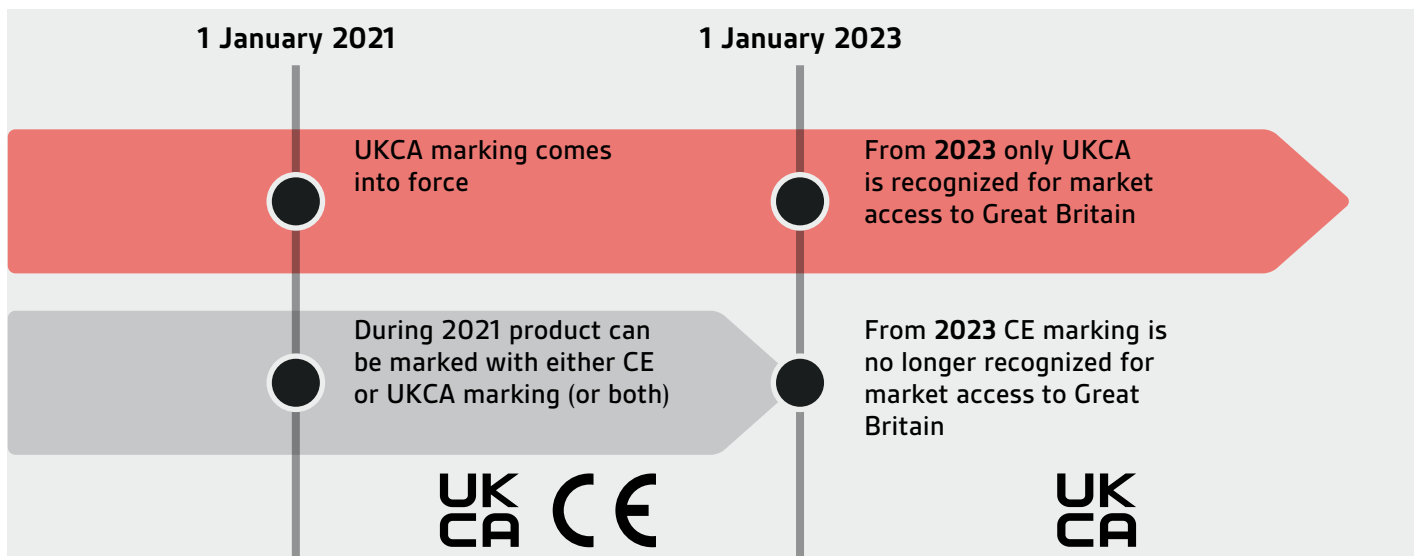 1 January 2021
1 January 2023
UKCA marking comes
into force
From 2023 only UKCA
is recognized for market
access to Great Britain
During 2021 product can
be marked with either CE
or UKCA marking (or both)
From 2023 CE marking is
no longer recognized for
market access to Great
Britain
UK
CA
CE
UK
CA